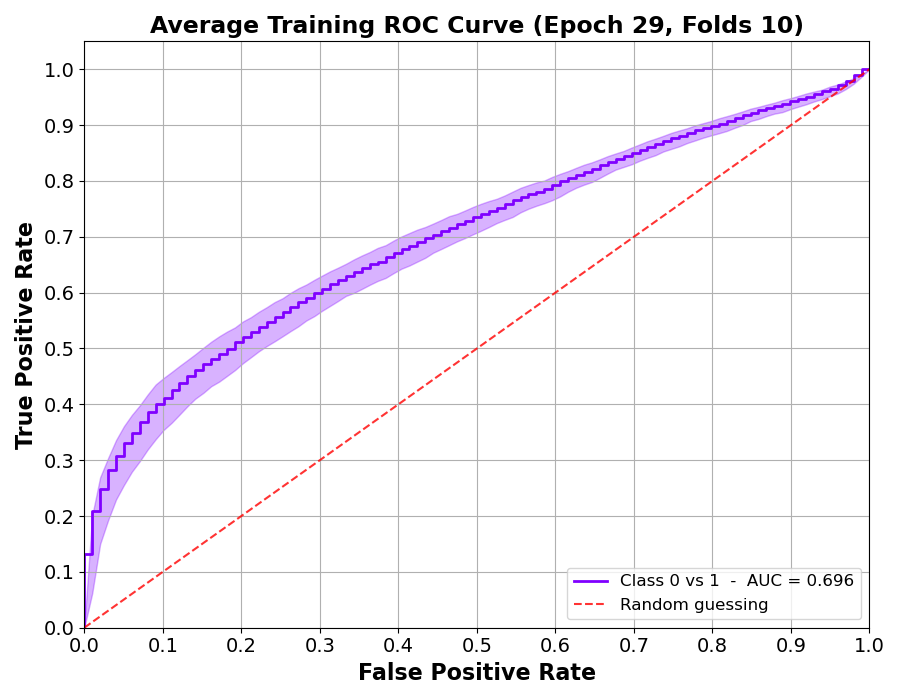 Average Training ROC Curve (Epoch 29, Folds 10)
True Positive Rate
1.0
0.9
0.8
0.7
0.6
0.5
0.4
0.3
0.2
0.1
0.0
Class 0 vs 1 - AUC = 0.696
Random guessing
0.0 0.1 0.2 0.3 0.4 0.5 0.6 0.7 0.8 0.9 1.0
False Positive Rate